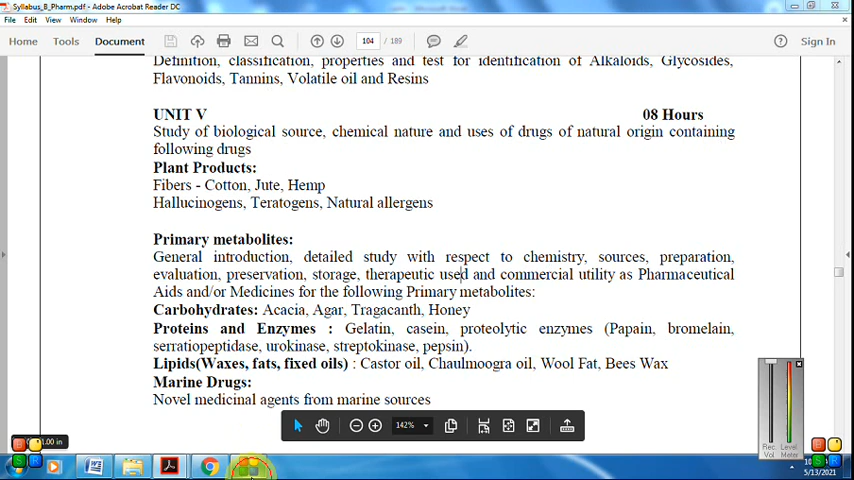 Syllabus_B_Pharm.pdf - Adobe Acrobat Reader DC
File Edit View Window Help
Home Tools Document 104 / 189 Sign In
Definition, classification, properties and test for identification of Alkaloids, Glycosides,
Flavonoids, Tannins, Volatile oil and Resins
UNIT V 08 Hours
Study of biological source, chemical nature and uses of drugs of natural origin containing
following drugs
Plant Products:
Fibers - Cotton, Jute, Hemp
Hallucinogens, Teratogens, Natural allergens
Primary metabolites:
General introduction, detailed study with respect to chemistry, sources, preparation,
evaluation, preservation, storage, therapeutic used and commercial utility as Pharmaceutical
Aids and/or Medicines for the following Primary metabolites:
Carbohydrates: Acacia, Agar, Tragacanth, Honey
Proteins and Enzymes : Gelatin, casein, proteolytic enzymes (Papain, bromelain,
serratiopeptidase, urokinase, streptokinase, pepsin).
Lipids(Waxes, fats, fixed oils) : Castor oil, Chaulmoogra oil, Wool Fat, Bees Wax
Marine Drugs:
Novel medicinal agents from marine sources
142%
Rec. Vol Level Meter
5/13/2021